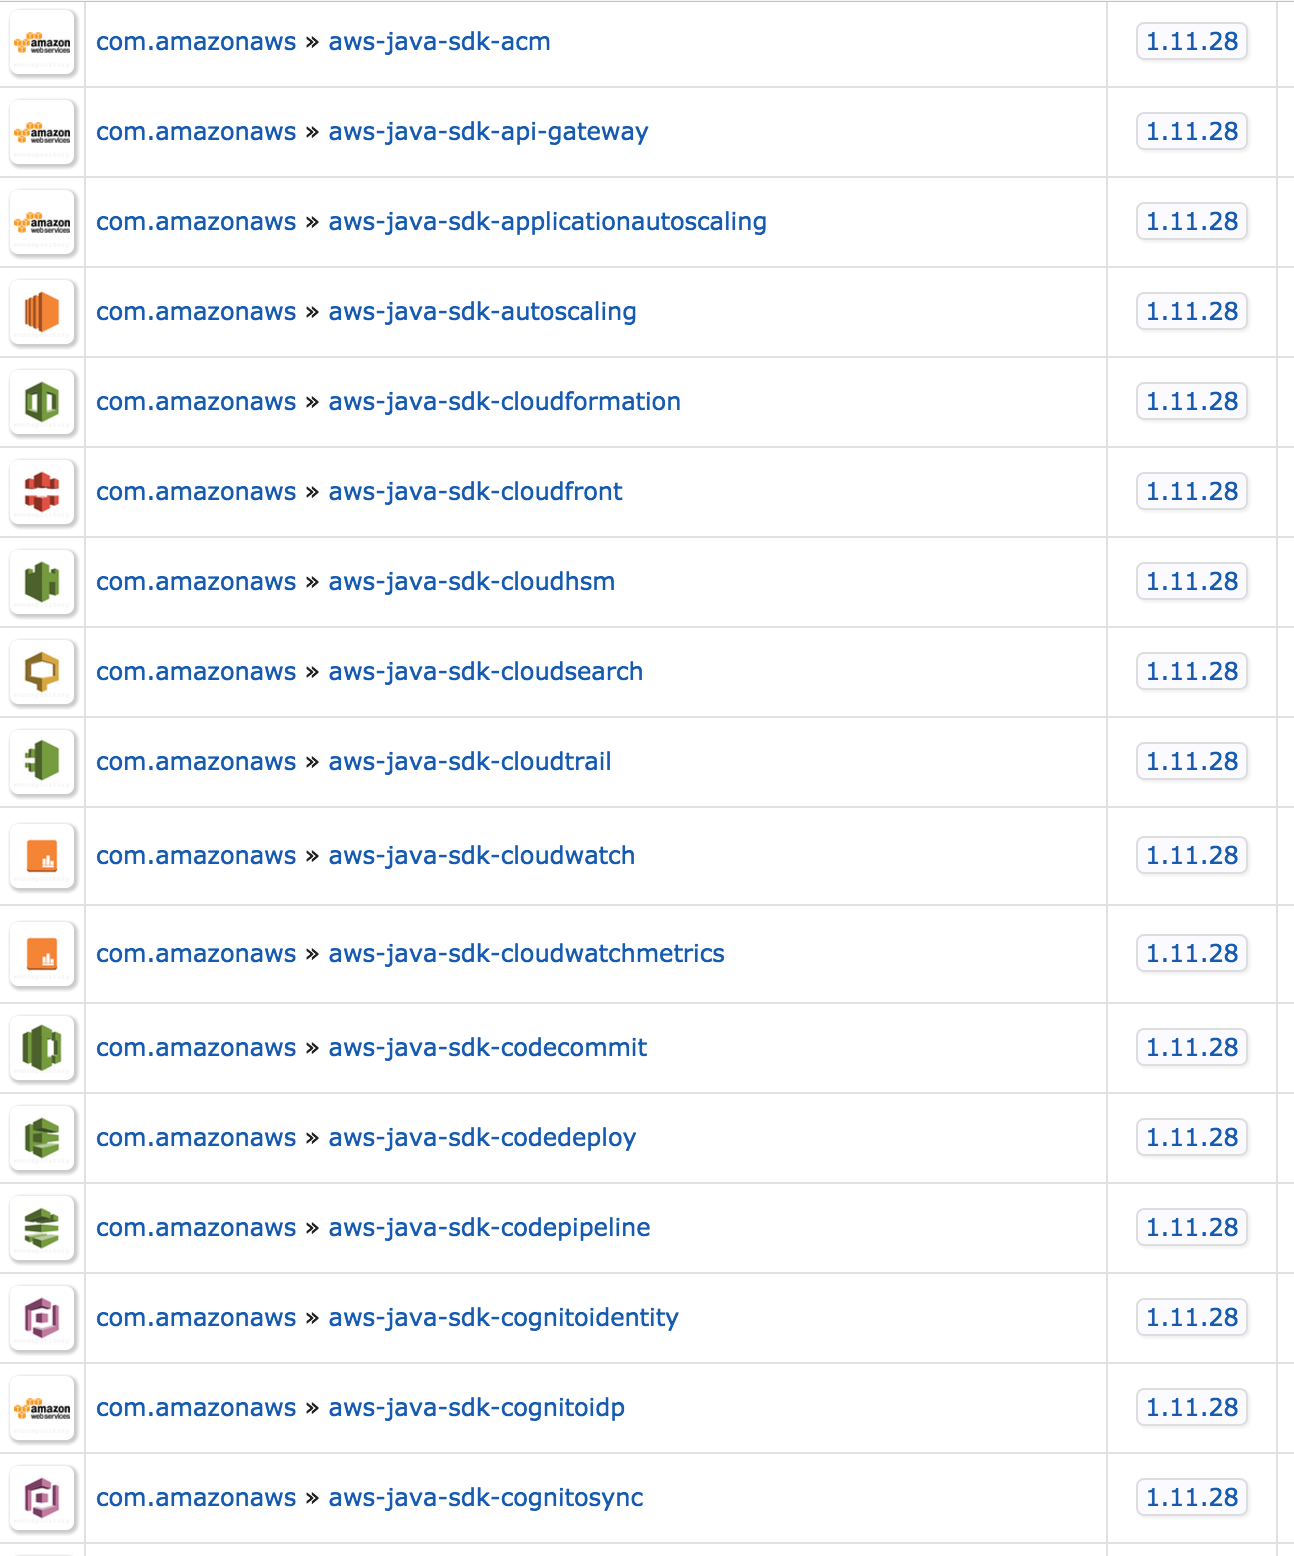 amazon
webservices
com.amazonaws » aws-java-sdk-acm 1.11.28
amazon
webservices
com.amazonaws » aws-java-sdk-api-gateway 1.11.28
amazon
webservices
com.amazonaws » aws-java-sdk-applicationautoscaling 1.11.28
com.amazonaws » aws-java-sdk-autoscaling 1.11.28
com.amazonaws » aws-java-sdk-cloudformation 1.11.28
com.amazonaws » aws-java-sdk-cloudfront 1.11.28
com.amazonaws » aws-java-sdk-cloudhsm 1.11.28
com.amazonaws » aws-java-sdk-cloudsearch 1.11.28
com.amazonaws » aws-java-sdk-cloudtrail 1.11.28
com.amazonaws » aws-java-sdk-cloudwatch 1.11.28
com.amazonaws » aws-java-sdk-cloudwatchmetrics 1.11.28
com.amazonaws » aws-java-sdk-codecommit 1.11.28
com.amazonaws » aws-java-sdk-codedeploy 1.11.28
com.amazonaws » aws-java-sdk-codepipeline 1.11.28
com.amazonaws » aws-java-sdk-cognitoidentity 1.11.28
amazon
webservices
com.amazonaws » aws-java-sdk-cognitoidp 1.11.28
com.amazonaws » aws-java-sdk-cognitosync 1.11.28